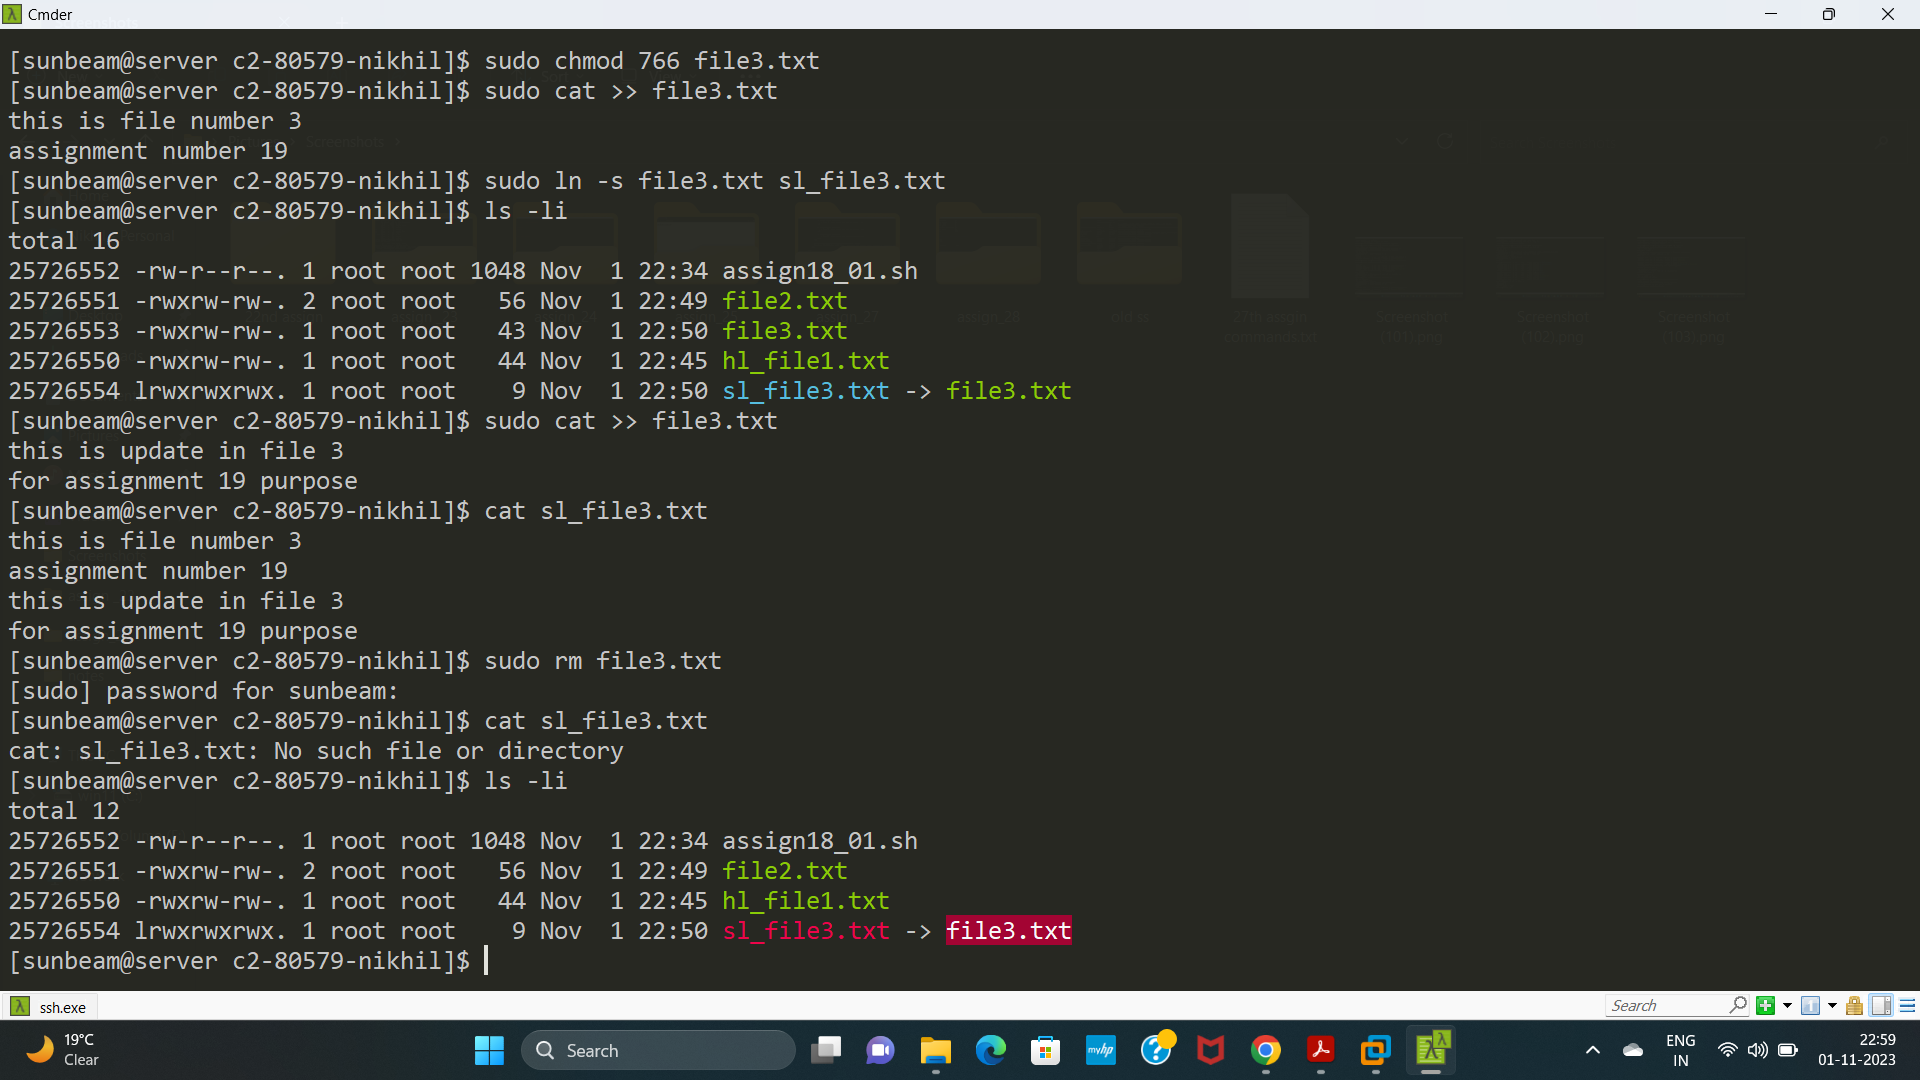 Cmder
[sunbeam@server c2-80579-nikhil]$ sudo chmod 766 file3.txt
[sunbeam@server c2-80579-nikhil]$ sudo cat >> file3.txt
this is file number 3
assignment number 19
[sunbeam@server c2-80579-nikhil]$ sudo ln -s file3.txt sl_file3.txt
[sunbeam@server c2-80579-nikhil]$ ls -li
total 16
25726552 -rw-r--r--. 1 root root 1048 Nov  1 22:34 assign18_01.sh
25726551 -rwxrw-rw-. 2 root root   56 Nov  1 22:49 file2.txt
25726553 -rwxrw-rw-. 1 root root   43 Nov  1 22:50 file3.txt
25726550 -rwxrw-rw-. 1 root root   44 Nov  1 22:45 hl_file1.txt
25726554 lrwxrwxrwx. 1 root root    9 Nov  1 22:50 sl_file3.txt -> file3.txt
[sunbeam@server c2-80579-nikhil]$ sudo cat >> file3.txt
this is update in file 3
for assignment 19 purpose
[sunbeam@server c2-80579-nikhil]$ cat sl_file3.txt
this is file number 3
assignment number 19
this is update in file 3
for assignment 19 purpose
[sunbeam@server c2-80579-nikhil]$ sudo rm file3.txt
[sudo] password for sunbeam:
[sunbeam@server c2-80579-nikhil]$ cat sl_file3.txt
cat: sl_file3.txt: No such file or directory
[sunbeam@server c2-80579-nikhil]$ ls -li
total 12
25726552 -rw-r--r--. 1 root root 1048 Nov  1 22:34 assign18_01.sh
25726551 -rwxrw-rw-. 2 root root   56 Nov  1 22:49 file2.txt
25726550 -rwxrw-rw-. 1 root root   44 Nov  1 22:45 hl_file1.txt
25726554 lrwxrwxrwx. 1 root root    9 Nov  1 22:50 sl_file3.txt -> file3.txt
[sunbeam@server c2-80579-nikhil]$
ssh.exe
Search
19°C
Clear
Search
myhp
ENG
IN
22:59
01-11-2023